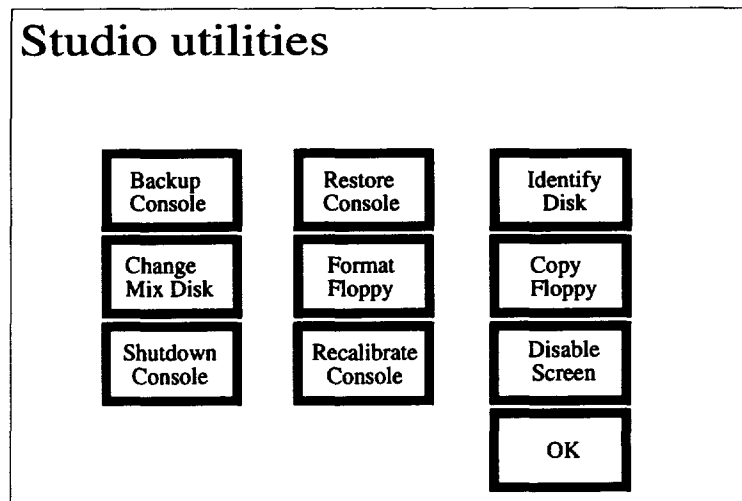 Studio utilities
Backup
Console
Restore
Console
Identify
Disk
Change
Mix Disk
Format
Floppy
Copy
Floppy
Shutdown
Console
Recalibrate
Console
Disable
Screen
OK